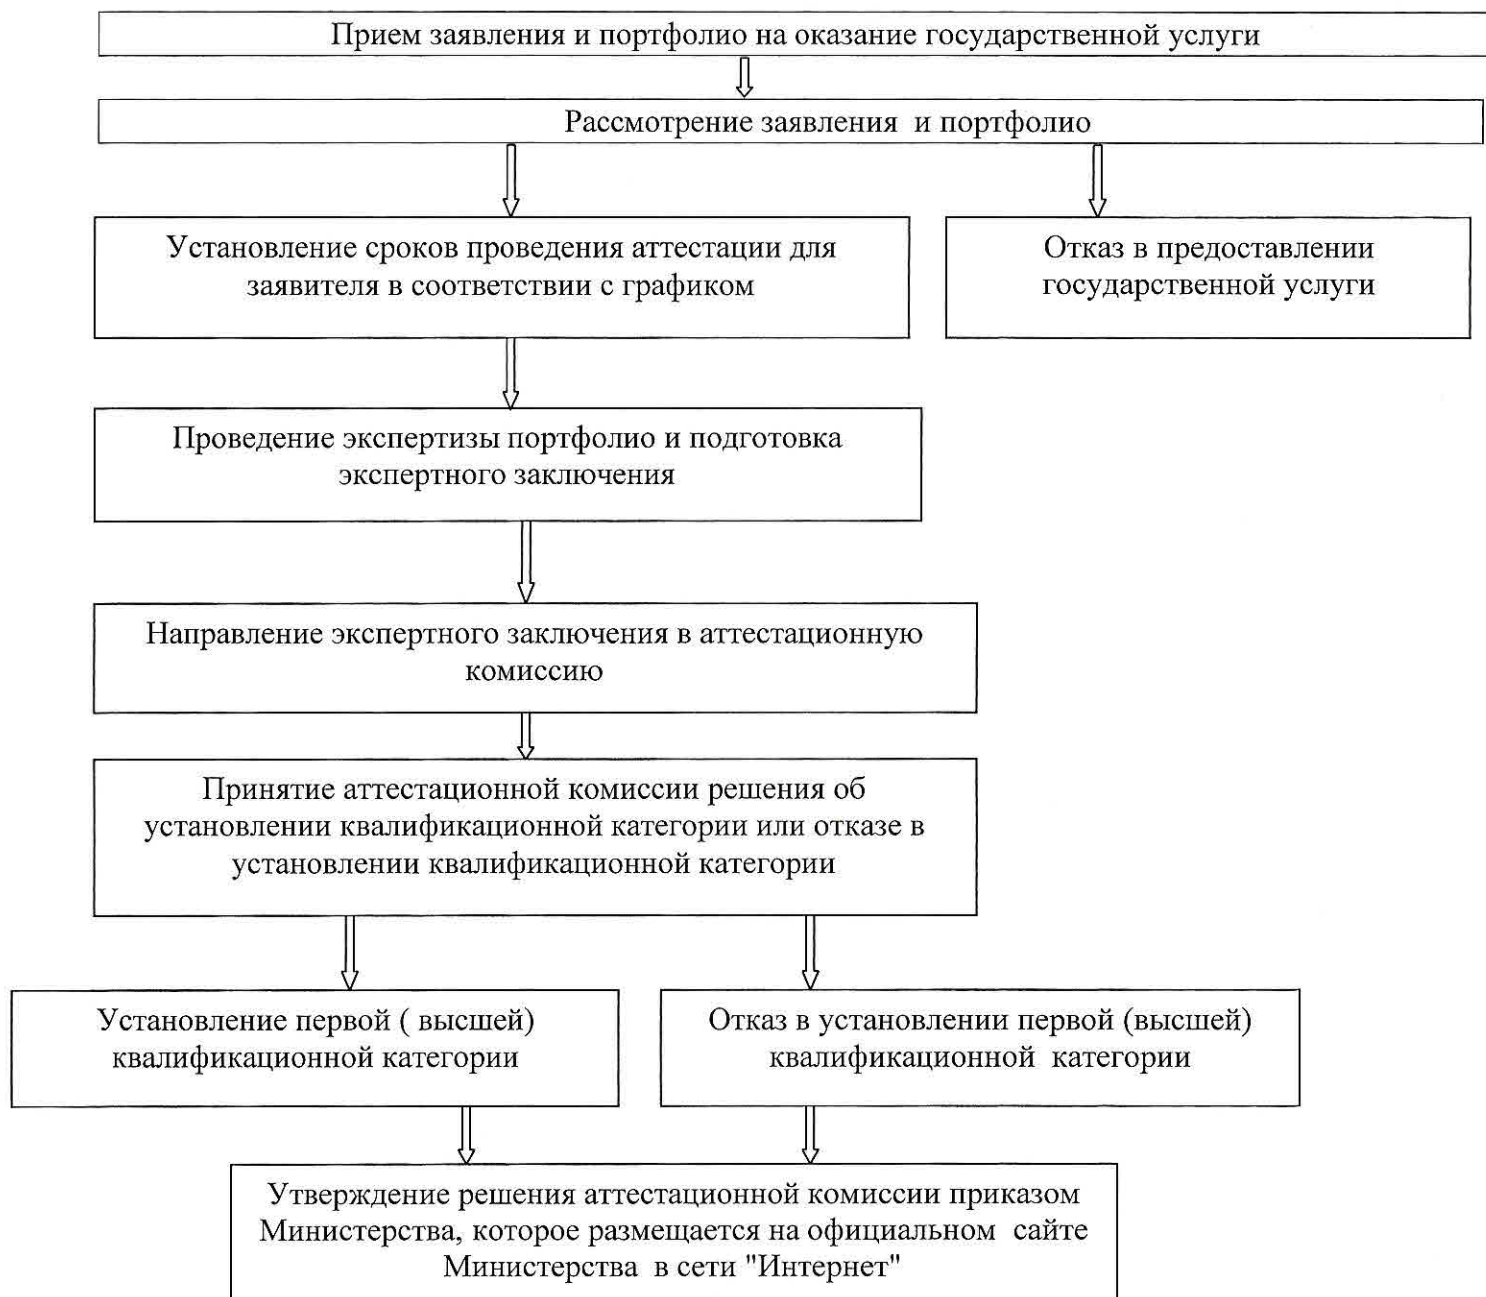 Прием заявления и портфолио на оказание государственной услуги
Рассмотрение заявления и портфолио
Установление сроков проведения аттестации для
заявителя в соответствии с графиком
Отказ в предоставлении
государственной услуги
Проведение экспертизы портфолио и подготовка
экспертного заключения
Направление экспертного заключения в аттестационную
комиссию
Принятие аттестационной комиссии решения об
установлении квалификационной категории или отказе в
установлении квалификационной категории
Установление первой ( высшей)
квалификационной категории
Отказ в установлении первой (высшей)
квалификационной категории
Утверждение решения аттестационной комиссии приказом
Министерства, которое размещается на официальном сайте
Министерства в сети "Интернет"